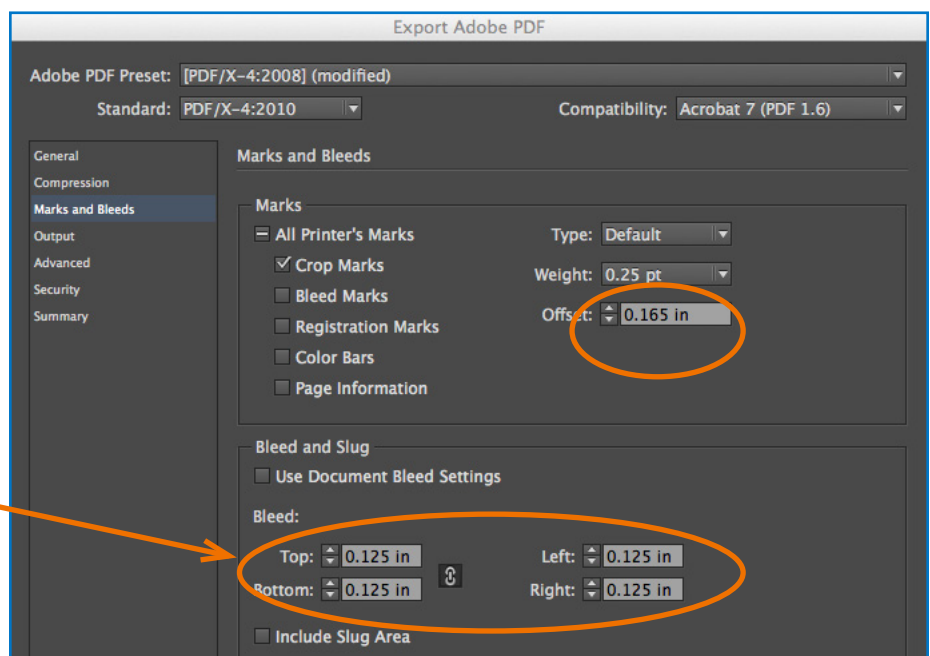 Export Adobe PDF
Adobe PDF Preset: [PDF/X-4:2008] (modified)
Standard: PDF/X-4:2010 Compatibility: Acrobat 7 (PDF 1.6)
General
Compression
Marks and Bleeds
Output
Advanced
Security
Summary
Marks and Bleeds
Marks
All Printer's Marks
Crop Marks
Bleed Marks
Registration Marks
Color Bars
Page Information
Type: Default
Weight: 0.25 pt
Offset: 0.165 in
Bleed and Slug
Use Document Bleed Settings
Bleed:
Top: 0.125 in Left: 0.125 in
Bottom: 0.125 in Right: 0.125 in
Include Slug Area